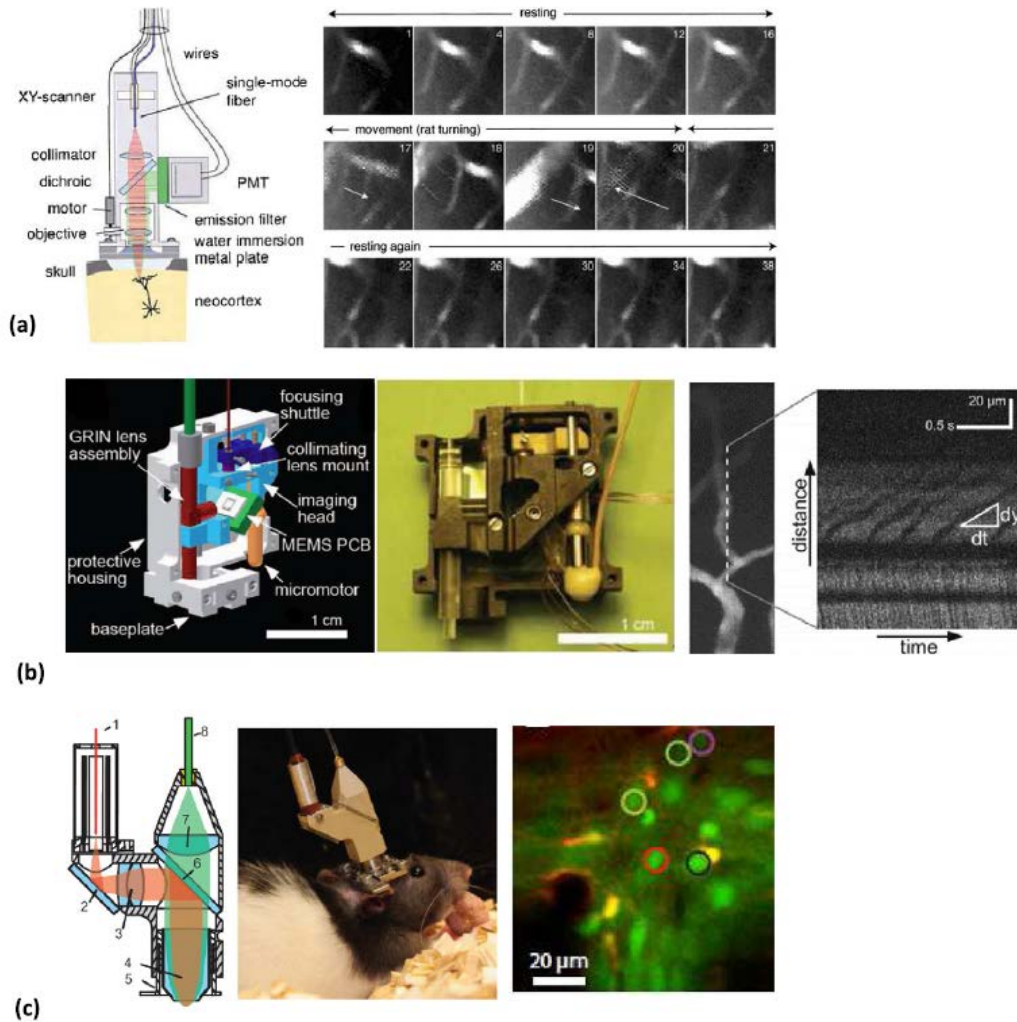 resting
wires
XY-scanner
single-mode
fiber
collimator
dichroic
PMT
motor
emission filter
objective
water immersion
metal plate
skull
neocortex
1
4
8
12
16
movement (rat turning)
17
18
19
20
21
resting again
22
26
30
34
38
(a)
focusing
shuttle
GRIN lens
assembly
collimating
lens mount
imaging
head
MEMS PCB
protective
housing
micromotor
baseplate
1 cm
1 cm
20 µm
0.5 s
distance
dy
dt
time
(b)
1
8
7
6
2
3
4
5
20 µm
(c)